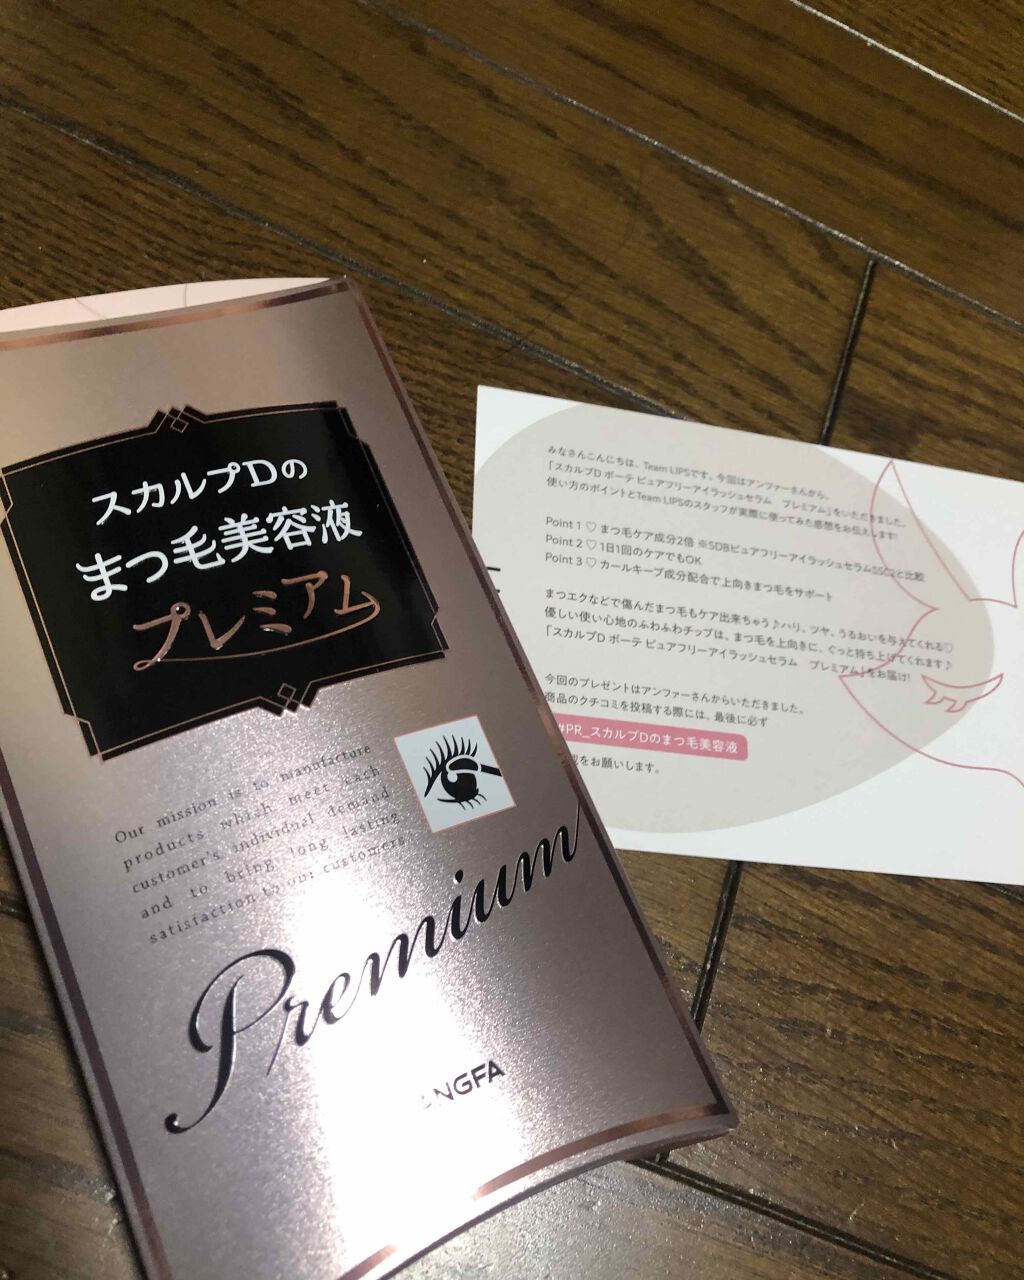 スカルプDの
まつ毛美容液
プレミアム
Our mission is to manufacture
products which meet each
customer's individual demand
and to bring long lasting
satisfaction to our customers
Premium
ANGFA
みなさんこんにちは、Team LIPSです。今回はアンファーさんから、
「スカルプD ボーテ ピュアフリーアイラッシュセラム プレミアム」をいただきました。
使い方のポイントとTeam LIPSのスタッフが実際に使ってみた感想をお伝えします!
Point 1 ♡ まつ毛ケア成分2倍 ※SDBピュアフリーアイラッシュセラムSSC2と比較
Point 2 ♡ 1日1回のケアでもOK
Point 3 ♡ カールキープ成分配合で上向きまつ毛をサポート
まつエクなどで傷んだまつ毛もケア出来ちゃう♪ハリ、ツヤ、うるおいを与えてくれる♡
優しい使い心地のふわふわチップは、まつ毛を上向きに、ぐっと持ち上げてくれます♪
「スカルプD ボーテ ピュアフリーアイラッシュセラム プレミアム」をお届け!
今回のプレゼントはアンファーさんからいただきました。
商品のクチコミを投稿する際には、最後に必ず
#PR_スカルプDのまつ毛美容液
をお願いします。